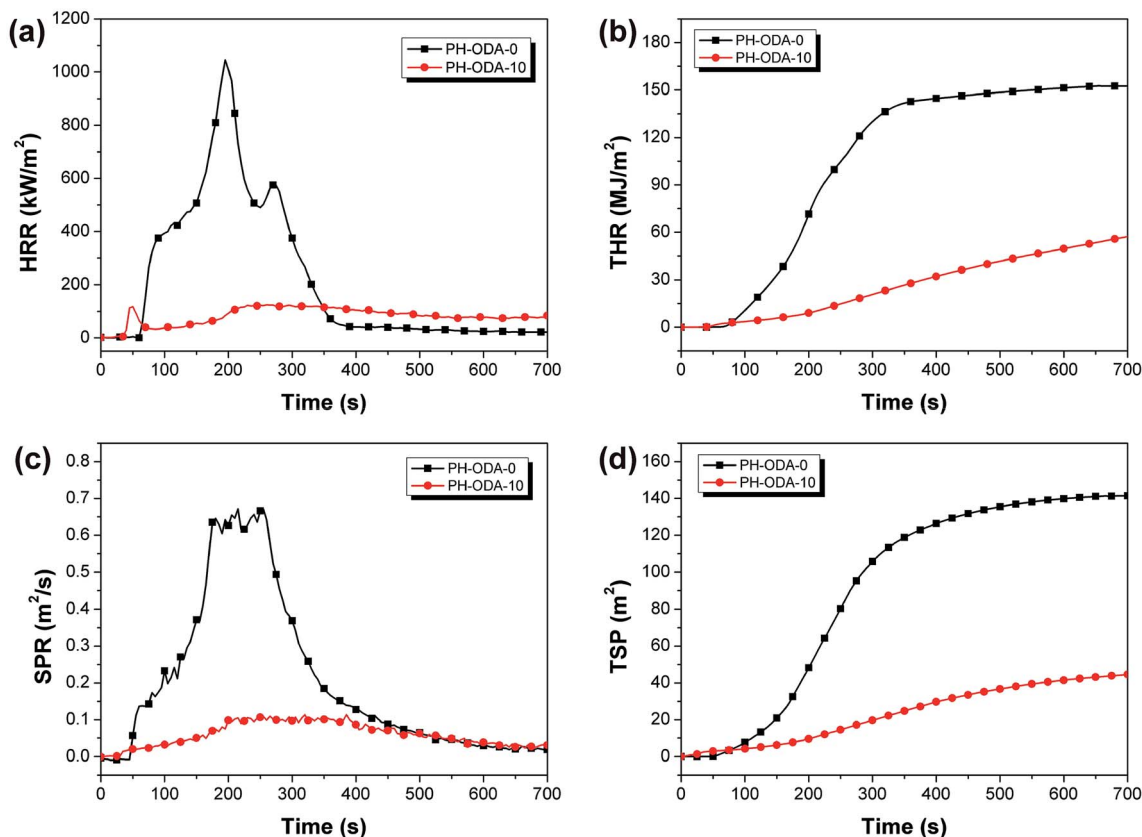 (a)
1200
1000
800
600
400
200
0
HRR (kW/m²)
PH-ODA-0
PH-ODA-10
0 100 200 300 400 500 600 700
Time (s)
(b)
180
150
120
90
60
30
0
THR (MJ/m²)
PH-ODA-0
PH-ODA-10
0 100 200 300 400 500 600 700
Time (s)
(c)
0.8
0.7
0.6
0.5
0.4
0.3
0.2
0.1
0.0
SPR (m²/s)
PH-ODA-0
PH-ODA-10
0 100 200 300 400 500 600 700
Time (s)
(d)
160
140
120
100
80
60
40
20
0
TSP (m²)
PH-ODA-0
PH-ODA-10
0 100 200 300 400 500 600 700
Time (s)